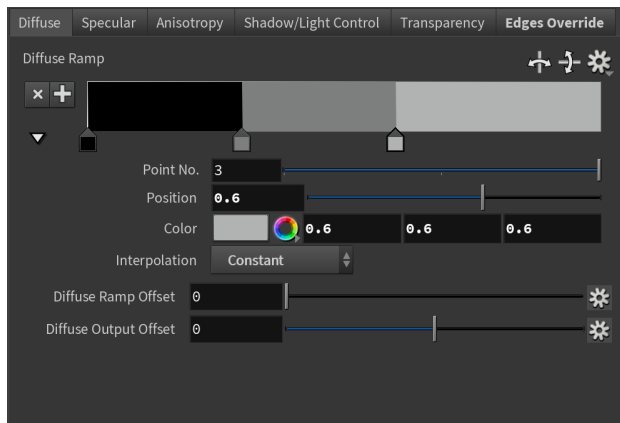 Diffuse Specular Anisotropy Shadow/Light Control Transparency Edges Override
Diffuse Ramp
Point No. 3
Position 0.6
Color 0.6 0.6 0.6
Interpolation Constant
Diffuse Ramp Offset 0
Diffuse Output Offset 0